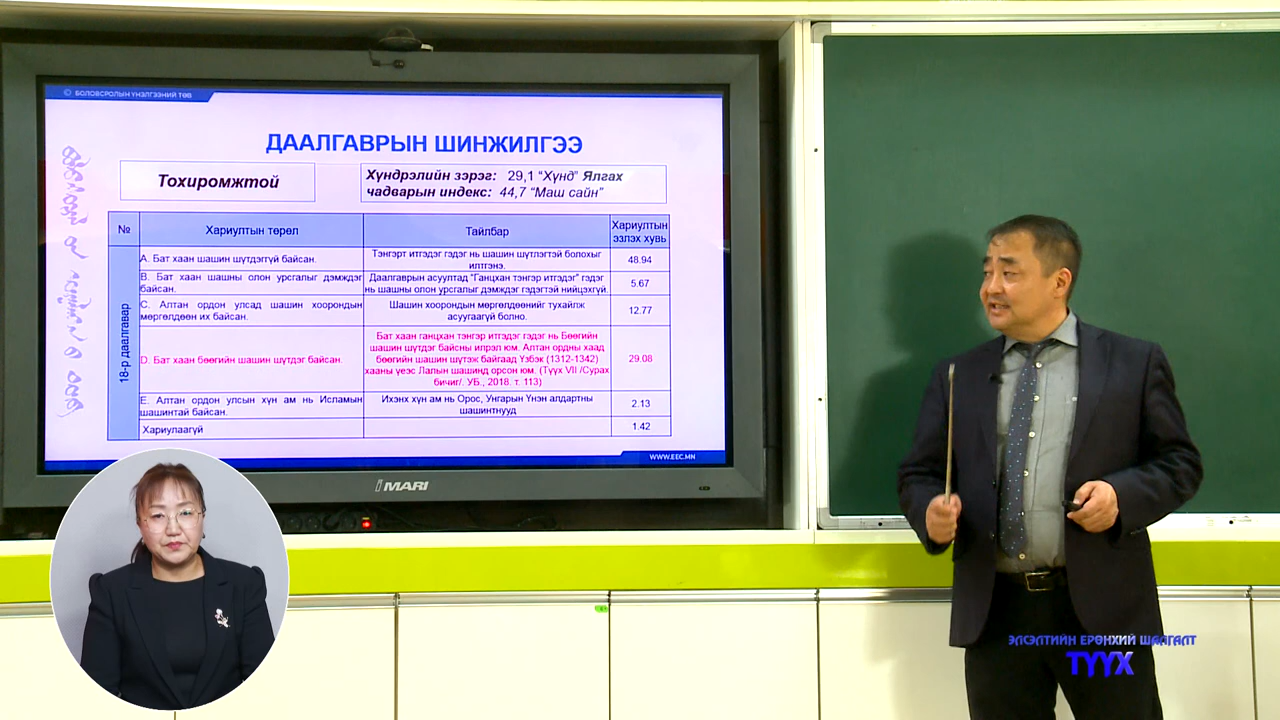 © БОЛОВСРОЛЫН ҮНЭЛГЭЭНИЙ ТӨВ
ДААЛГАВРЫН ШИНЖИЛГЭЭ
Тохиромжтой
Хүндрэлийн зэрэг: 29,1 “Хүнд” Ялгах
чадварын индекс: 44,7 “Маш сайн”
№
Хариултын төрөл
Тайлбар
Хариултын
эзлэх хувь
18-р даалгавар
A. Бат хаан шашин шүтдэггүй байсан.
Тэнгэрт итгэдэг гэдэг нь шашин шүтлэгтэй болохыг
илтгэнэ.
48.94
B. Бат хаан шашны олон урсгалыг дэмждэг
байсан.
Даалгаврын асуултад “Ганцхан тэнгэр итгэдэг” гэдэг
нь шашны олон урсгалыг дэмждэг гэдэгтэй нийцэхгүй.
5.67
C. Алтан ордон улсад шашин хоорондын
мөргөлдөөн их байсан.
Шашин хоорондын мөргөлдөөнийг тухайлж
асуугаагүй болно.
12.77
D. Бат хаан бөөгийн шашин шүтдэг байсан.
Бат хаан ганцхан тэнгэр итгэдэг гэдэг нь Бөөгийн
шашин шүтдэг байсны илрэл юм. Алтан ордны хаад
бөөгийн шашин шүтэж байгаад Үзбэк (1312-1342)
хааны үеэс Лалын шашинд орсон юм. (Түүх VII /Сурах
бичиг/. УБ., 2018. т. 113)
29.08
E. Алтан ордон улсын хүн ам нь Исламын
шашинтай байсан.
Ихэнх хүн ам нь Орос, Унгарын Үнэн алдартны
шашинтнууд
2.13
Хариулаагүй
1.42
WWW.EEC.MN
iMARI
ЭЛСЭЛТИЙН ЕРӨНХИЙ ШАЛГАЛТ
ТҮҮХ